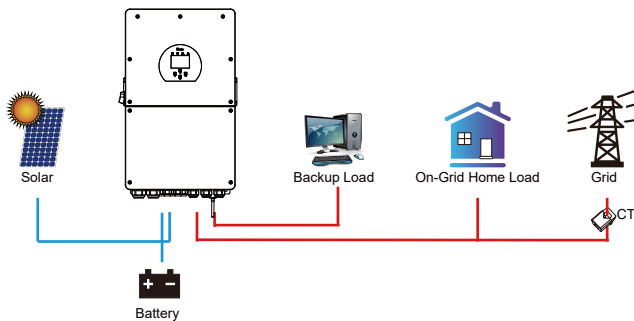 Solar
Backup Load
On-Grid Home Load
Grid
CT
Battery